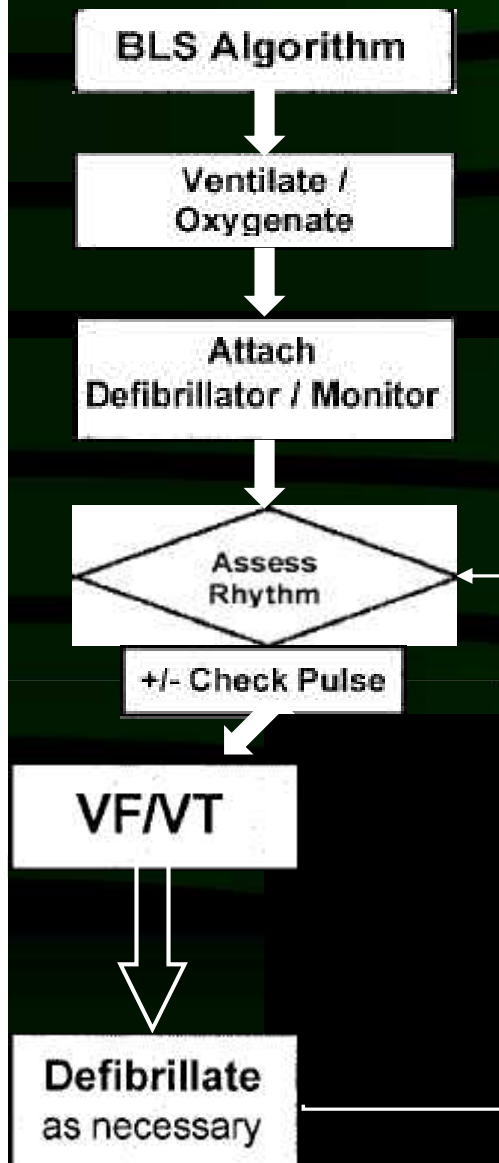 BLS Algorithm
Ventilate /
Oxygenate
Attach
Defibrillator / Monitor
Assess
Rhythm
+/- Check Pulse
VF/VT
Defibrillate
as necessary